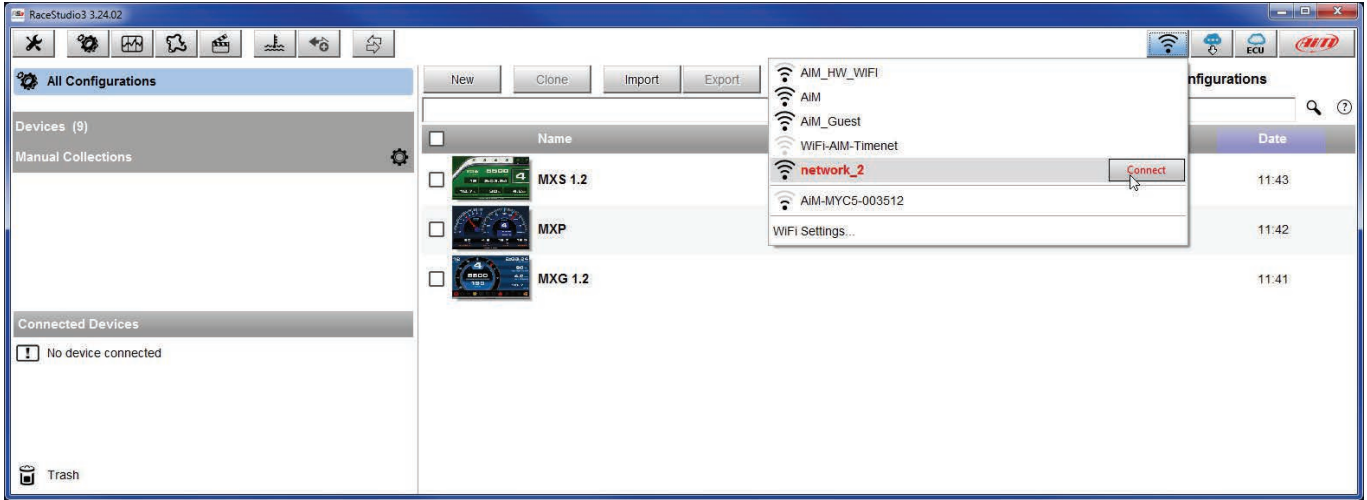 RaceStudio3 3.24.02
ECU
AiM
All Configurations
New Clone Import Export
nfigurations
AiM_HW_WIFI
AiM
AiM_Guest
WiFi-AiM-Timenet
network_2 Connect
AiM-MYC5-003512
WiFi Settings...
Devices (9)
Manual Collections
Name Date
MXS 1.2 11:43
MXP 11:42
MXG 1.2 11:41
Connected Devices
No device connected
Trash